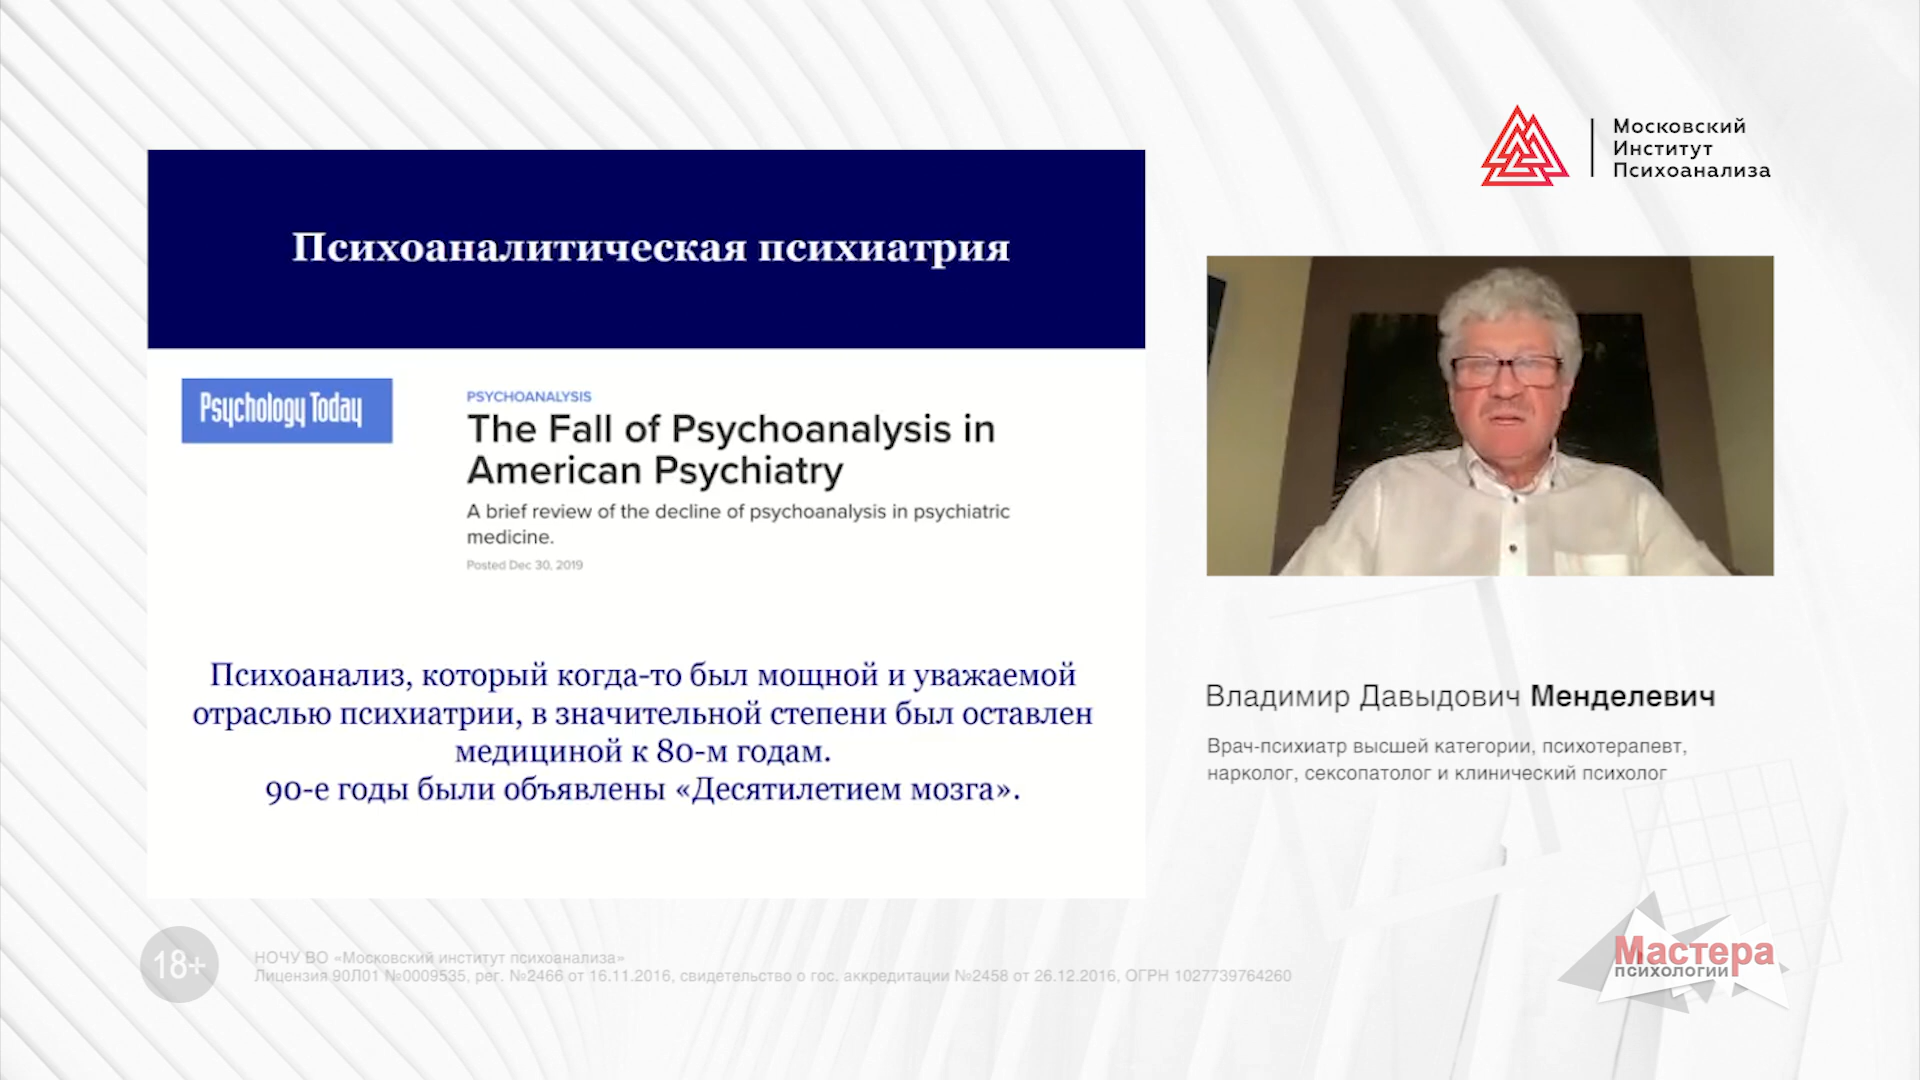 Московский
Институт
Психоанализа
Психоаналитическая психиатрия
Psychology Today
PSYCHOANALYSIS
The Fall of Psychoanalysis in
American Psychiatry
A brief review of the decline of psychoanalysis in psychiatric
medicine.
Posted Dec 30, 2019
Психоанализ, который когда-то был мощной и уважаемой
отраслью психиатрии, в значительной степени был оставлен
медициной к 80-м годам.
90-е годы были объявлены «Десятилетием мозга».
Владимир Давыдович Менделевич
Врач-психиатр высшей категории, психотерапевт,
нарколог, сексопатолог и клинический психолог
18+
НОЧУ ВО «Московский институт психоанализа»
Лицензия 90Л01 №0009535, рег. №2466 от 16.11.2016, свидетельство о гос. аккредитации №2458 от 26.12.2016, ОГРН 1027739764260
Мастера
психологии